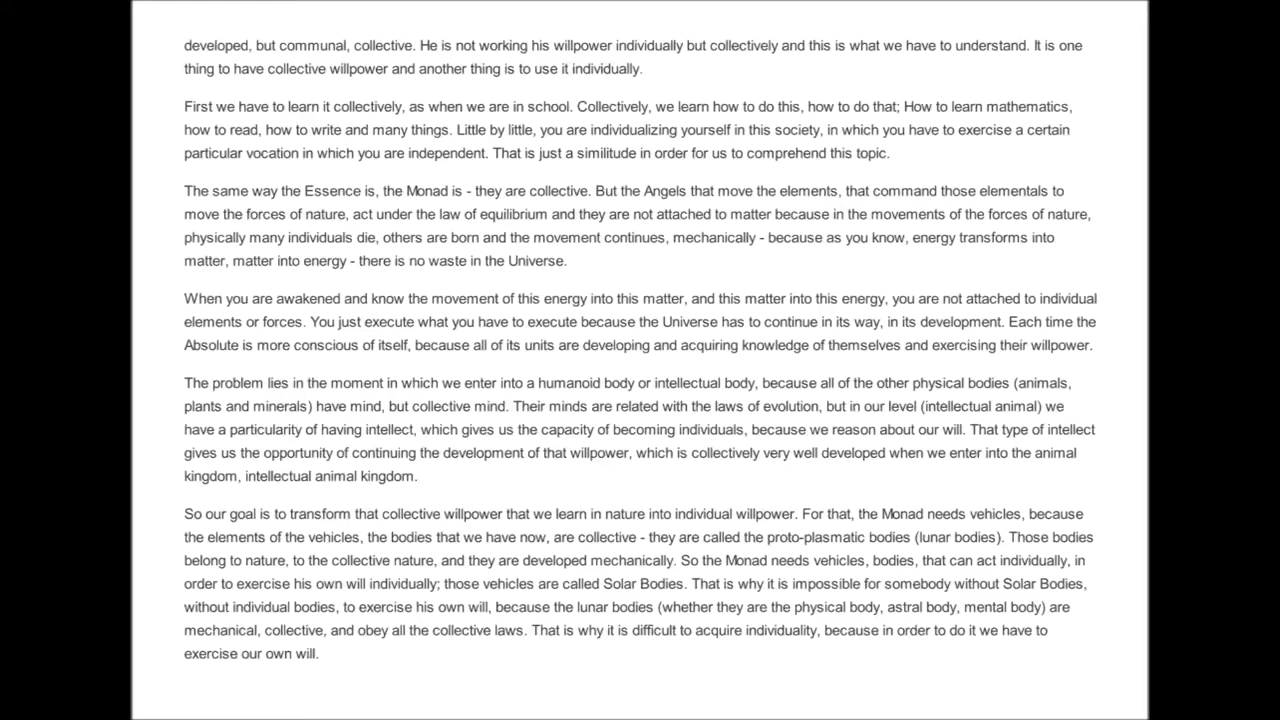 developed, but communal, collective. He is not working his willpower individually but collectively and this is what we have to understand. It is one
thing to have collective willpower and another thing is to use it individually.
First we have to learn it collectively, as when we are in school. Collectively, we learn how to do this, how to do that; How to learn mathematics,
how to read, how to write and many things. Little by little, you are individualizing yourself in this society, in which you have to exercise a certain
particular vocation in which you are independent. That is just a similitude in order for us to comprehend this topic.
The same way the Essence is, the Monad is - they are collective. But the Angels that move the elements, that command those elementals to
move the forces of nature, act under the law of equilibrium and they are not attached to matter because in the movements of the forces of nature,
physically many individuals die, others are born and the movement continues, mechanically - because as you know, energy transforms into
matter, matter into energy - there is no waste in the Universe.
When you are awakened and know the movement of this energy into this matter, and this matter into this energy, you are not attached to individual
elements or forces. You just execute what you have to execute because the Universe has to continue in its way, in its development. Each time the
Absolute is more conscious of itself, because all of its units are developing and acquiring knowledge of themselves and exercising their willpower.
The problem lies in the moment in which we enter into a humanoid body or intellectual body, because all of the other physical bodies (animals,
plants and minerals) have mind, but collective mind. Their minds are related with the laws of evolution, but in our level (intellectual animal) we
have a particularity of having intellect, which gives us the capacity of becoming individuals, because we reason about our will. That type of intellect
gives us the opportunity of continuing the development of that willpower, which is collectively very well developed when we enter into the animal
kingdom, intellectual animal kingdom.
So our goal is to transform that collective willpower that we learn in nature into individual willpower. For that, the Monad needs vehicles, because
the elements of the vehicles, the bodies that we have now, are collective - they are called the proto-plasmatic bodies (lunar bodies). Those bodies
belong to nature, to the collective nature, and they are developed mechanically. So the Monad needs vehicles, bodies, that can act individually, in
order to exercise his own will individually; those vehicles are called Solar Bodies. That is why it is impossible for somebody without Solar Bodies,
without individual bodies, to exercise his own will, because the lunar bodies (whether they are the physical body, astral body, mental body) are
mechanical, collective, and obey all the collective laws. That is why it is difficult to acquire individuality, because in order to do it we have to
exercise our own will.